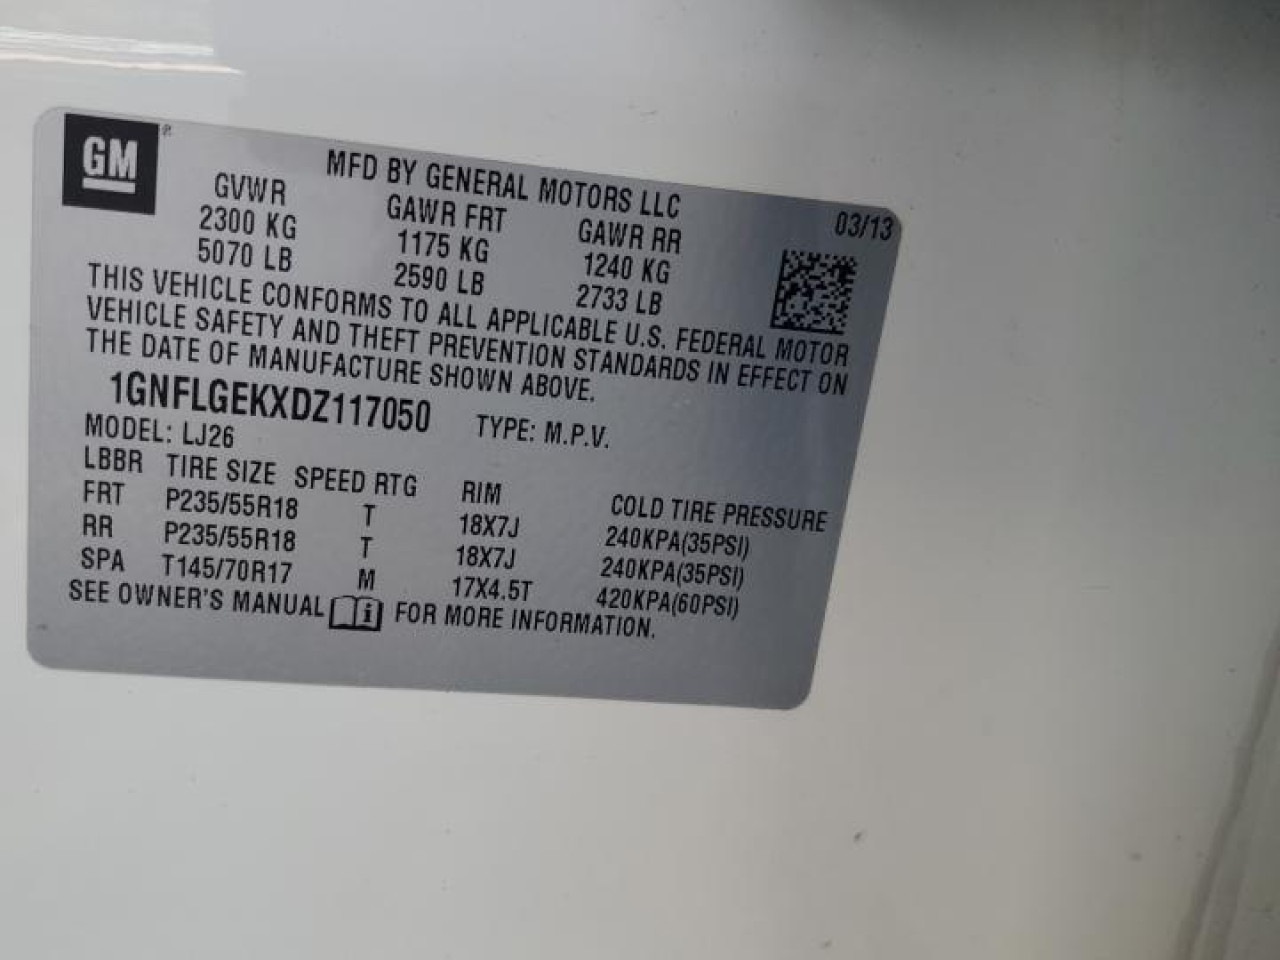 GM®
MFD BY GENERAL MOTORS LLC
03/13
GVWR GAWR FRT GAWR RR
2300 KG 1175 KG 1240 KG
5070 LB 2590 LB 2733 LB
THIS VEHICLE CONFORMS TO ALL APPLICABLE U.S. FEDERAL MOTOR
VEHICLE SAFETY AND THEFT PREVENTION STANDARDS IN EFFECT ON
THE DATE OF MANUFACTURE SHOWN ABOVE.
1GNFLGEKXDZ117050 TYPE: M.P.V.
MODEL: LJ26
LBBR TIRE SIZE SPEED RTG RIM COLD TIRE PRESSURE
FRT P235/55R18 T 18X7J 240KPA(35PSI)
RR P235/55R18 T 18X7J 240KPA(35PSI)
SPA T145/70R17 M 17X4.5T 420KPA(60PSI)
SEE OWNER'S MANUAL i FOR MORE INFORMATION.